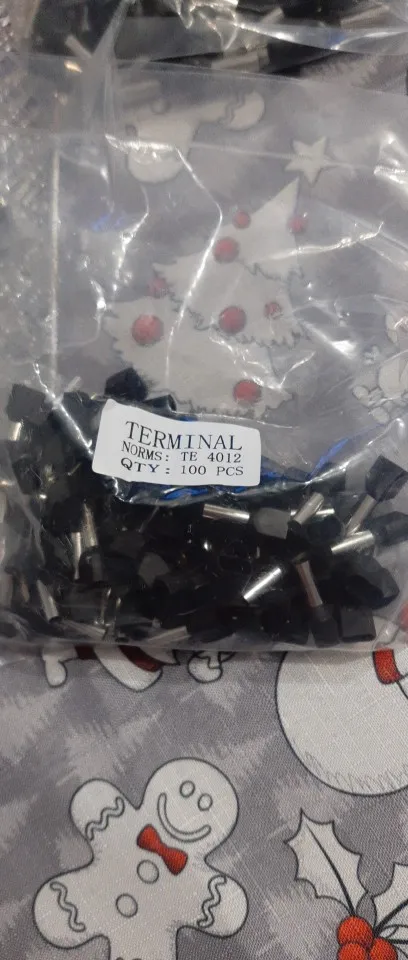 TERMINAL
NORMS: TE 4012
QTY: 100 PCS